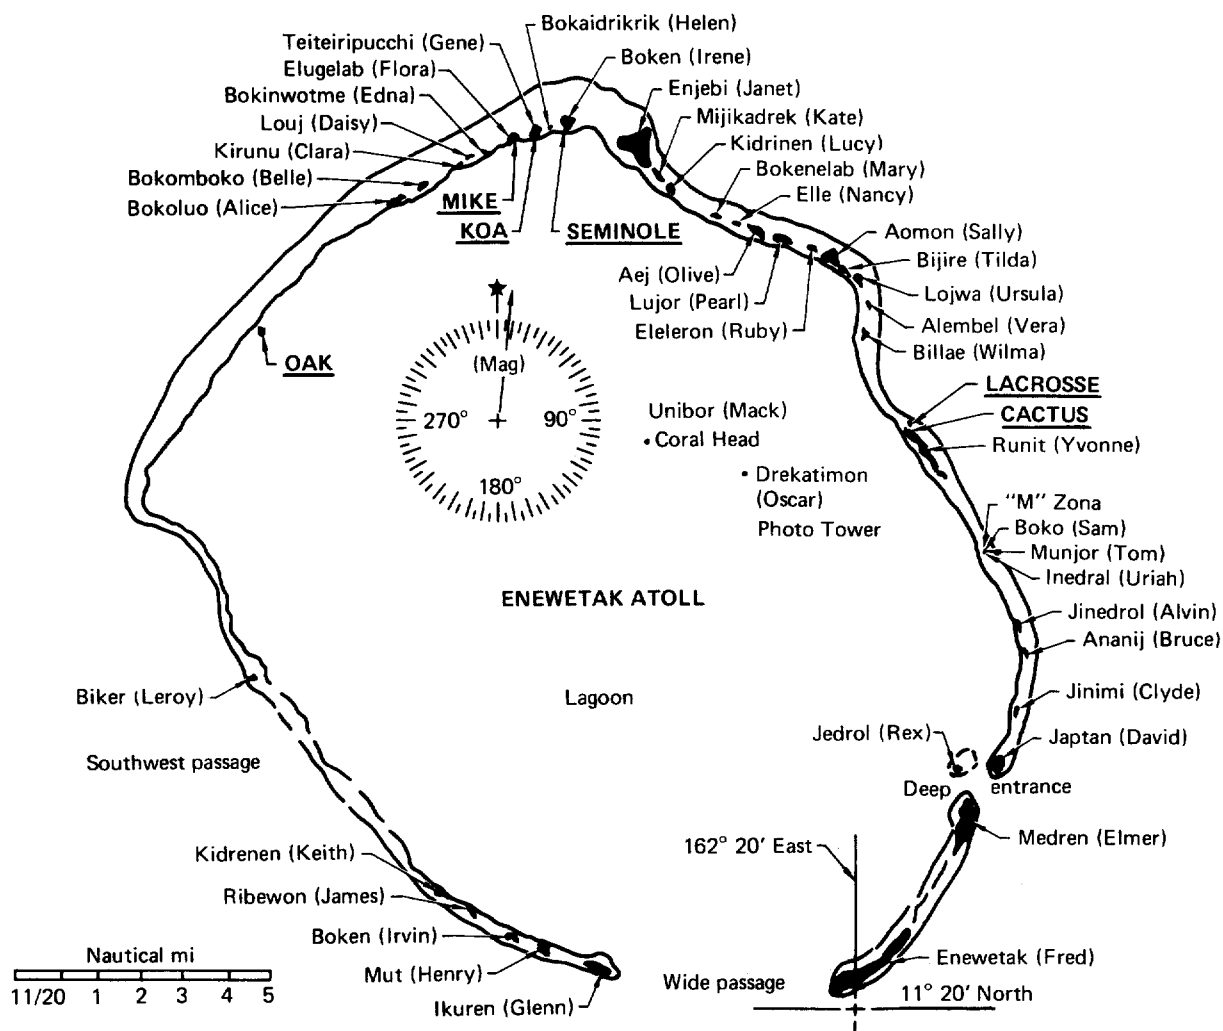 Bokaidrikrik (Helen)
Teiteiripucchi (Gene)
Boken (Irene)
Elugelab (Flora)
Enjebi (Janet)
Bokinwotme (Edna)
Mijikadrek (Kate)
Louj (Daisy)
Kidrinen (Lucy)
Kirunu (Clara)
Bokenelab (Mary)
Bokomboko (Belle)
Elle (Nancy)
Bokoluo (Alice)
MIKE
KOA
SEMINOLE
Aomon (Sally)
Bijire (Tilda)
Aej (Olive)
Lojwa (Ursula)
Lujor (Pearl)
Alembel (Vera)
Eleleron (Ruby)
Billae (Wilma)
OAK
(Mag)
270°
90°
180°
LACROSSE
CACTUS
Runit (Yvonne)
Unibor (Mack)
Coral Head
Drekatimon
(Oscar)
Photo Tower
"M" Zona
Boko (Sam)
Munjor (Tom)
Inedral (Uriah)
ENEWETAK ATOLL
Jinedrol (Alvin)
Ananij (Bruce)
Biker (Leroy)
Lagoon
Jinimi (Clyde)
Jedrol (Rex)
Japtan (David)
Southwest passage
Deep entrance
162° 20' East
Medren (Elmer)
Kidrenen (Keith)
Ribewon (James)
Boken (Irvin)
Mut (Henry)
Ikuren (Glenn)
Nautical mi
11/20 1 2 3 4 5
Wide passage
Enewetak (Fred)
11° 20' North